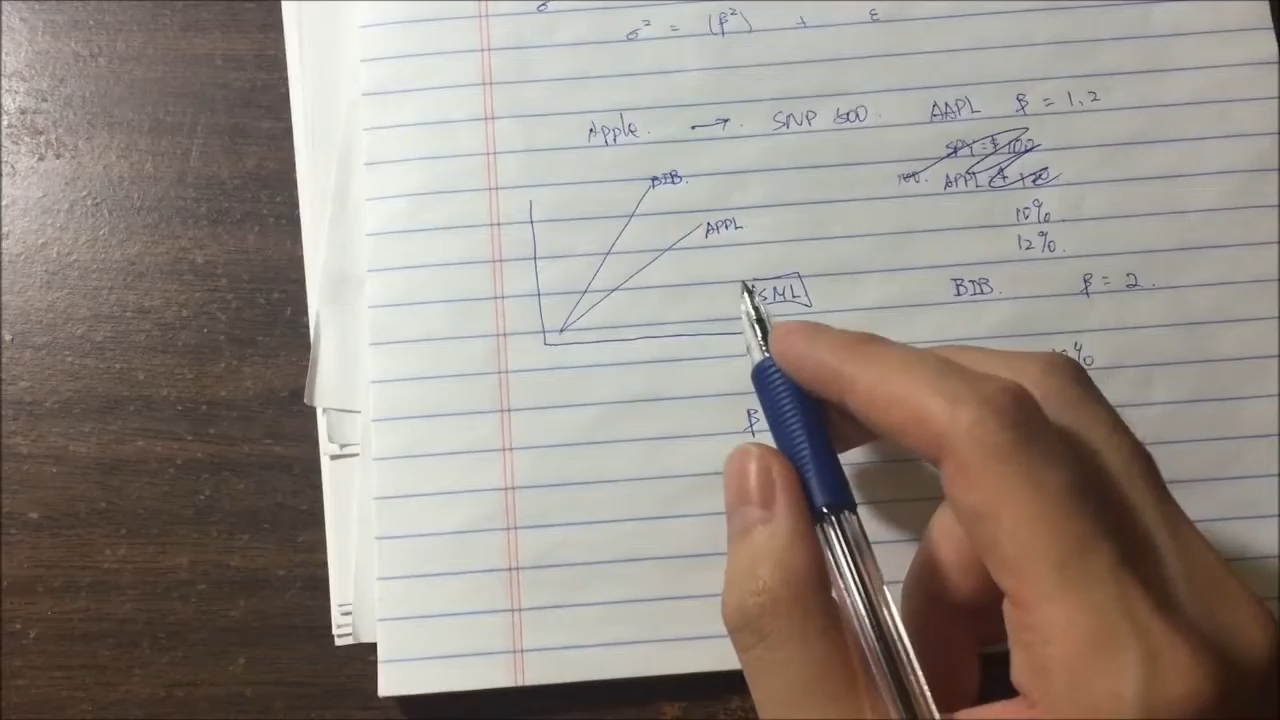 σ
σ² = (β²) + ε
Apple. → SNP 500. AAPL β = 1.2
SPY = $100
100. APPL
10%
12%.
BIB.
APPL
SML
BIB. β = 2.
10%
β